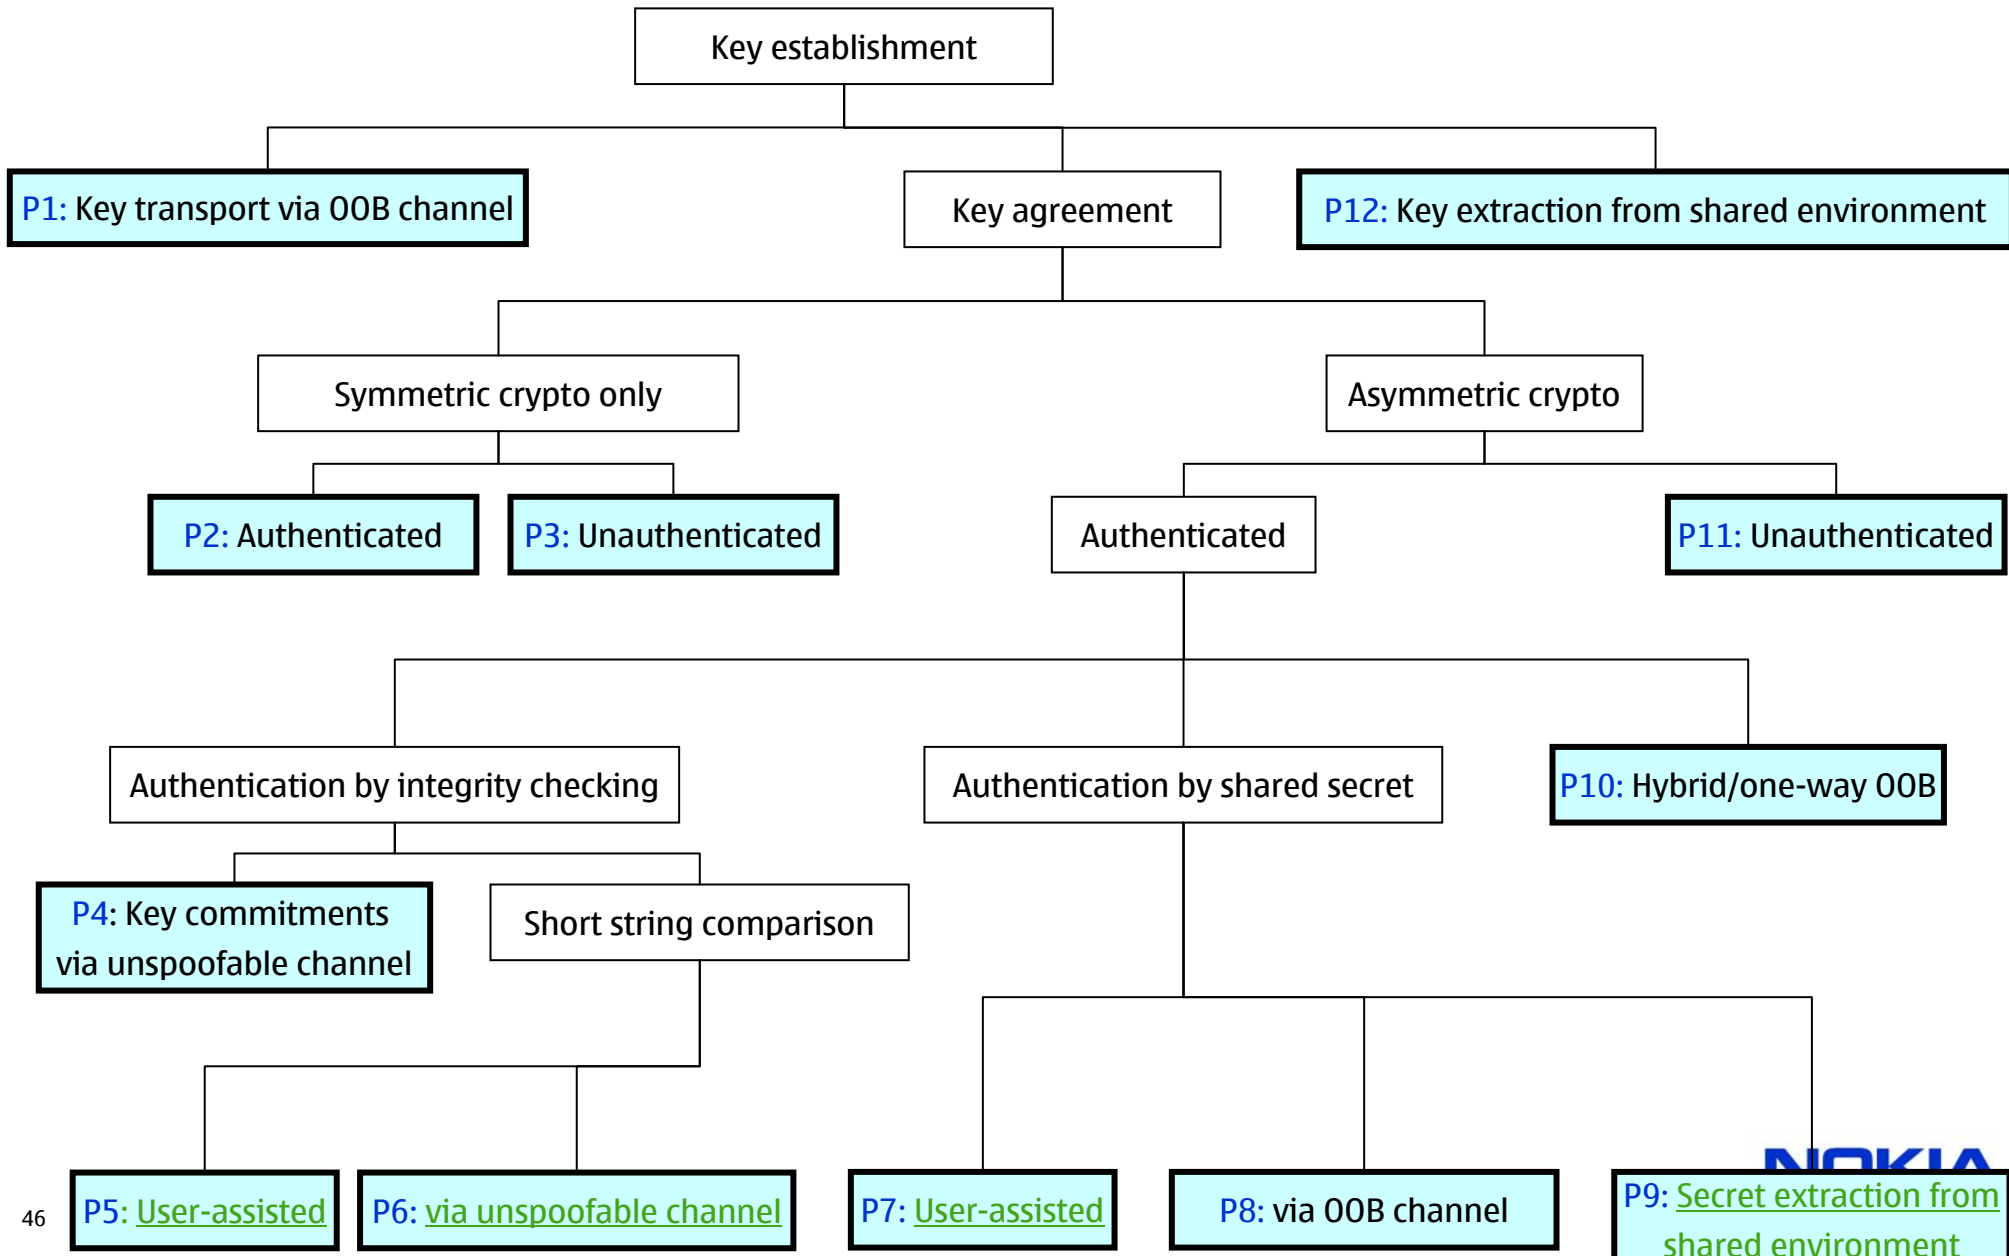 Key establishment
P1: Key transport via OOB channel
Key agreement
P12: Key extraction from shared environment
Symmetric crypto only
Asymmetric crypto
P2: Authenticated
P3: Unauthenticated
Authenticated
P11: Unauthenticated
Authentication by integrity checking
Authentication by shared secret
P10: Hybrid/one-way OOB
P4: Key commitments
via unspoofable channel
Short string comparison
NOKIA
46
P5: User-assisted
P6: via unspoofable channel
P7: User-assisted
P8: via OOB channel
P9: Secret extraction from
shared environment